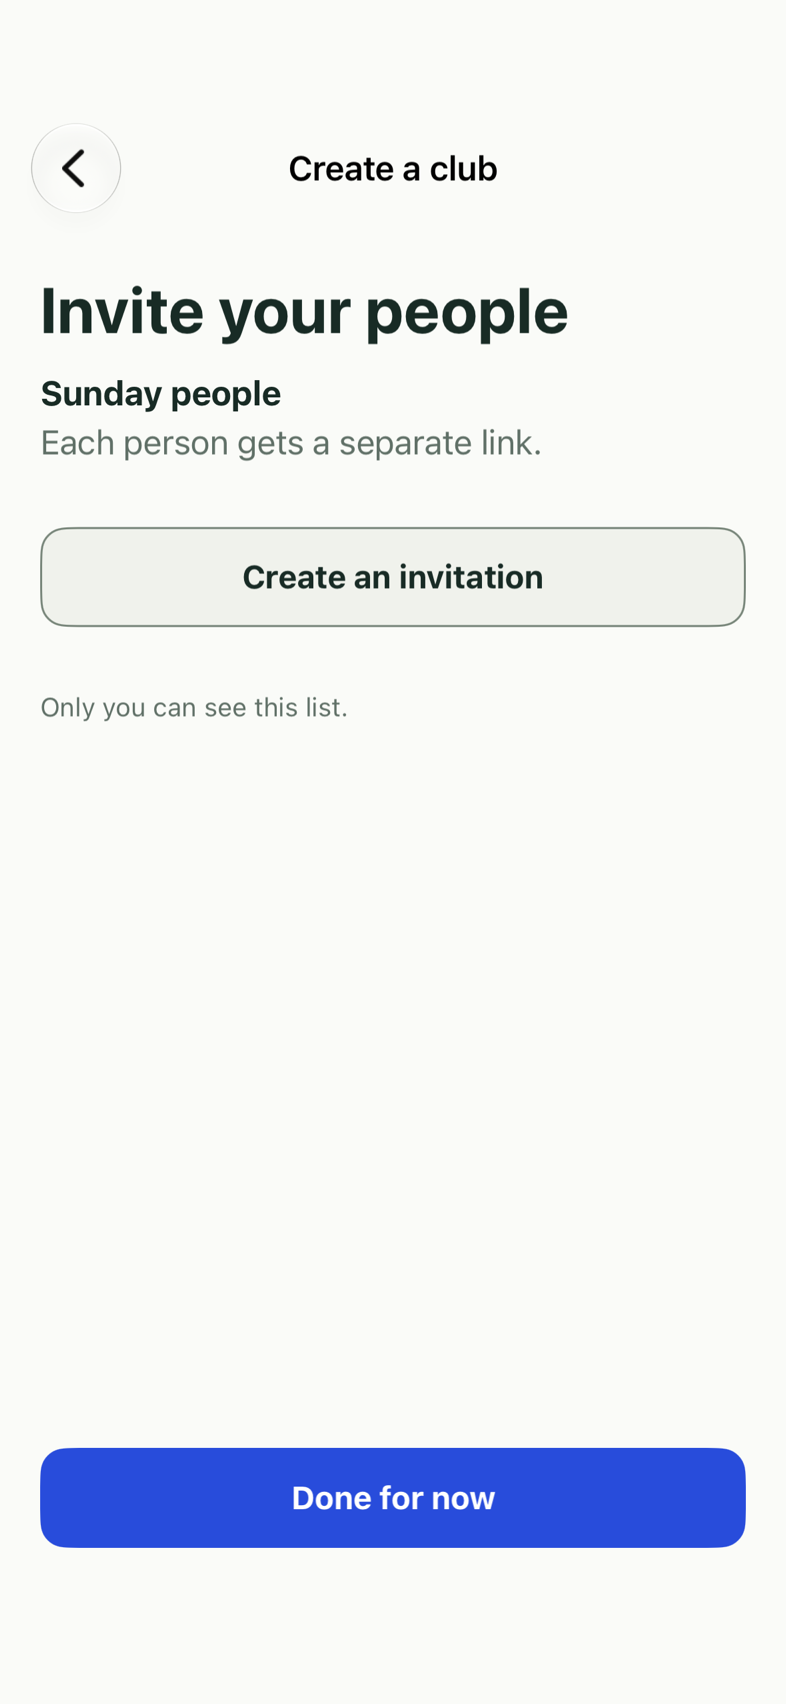 Create a club
Invite your people
Sunday people
Each person gets a separate link.
Create an invitation
Only you can see this list.
Done for now